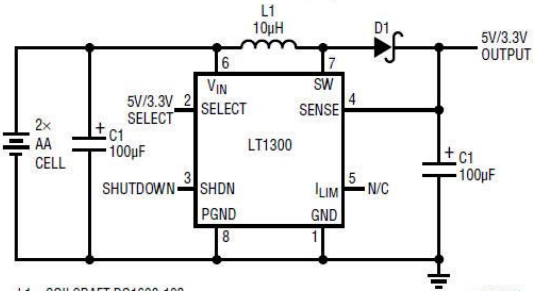 L1
10µH
D1
5V/3.3V
OUTPUT
6
7
VIN
SW
5V/3.3V
SELECT
2
SELECT
SENSE
4
2×
AA
CELL
+
C1
100µF
LT1300
+
C1
100µF
SHUTDOWN
3
SHDN
ILIM
5
N/C
PGND
GND
8
1